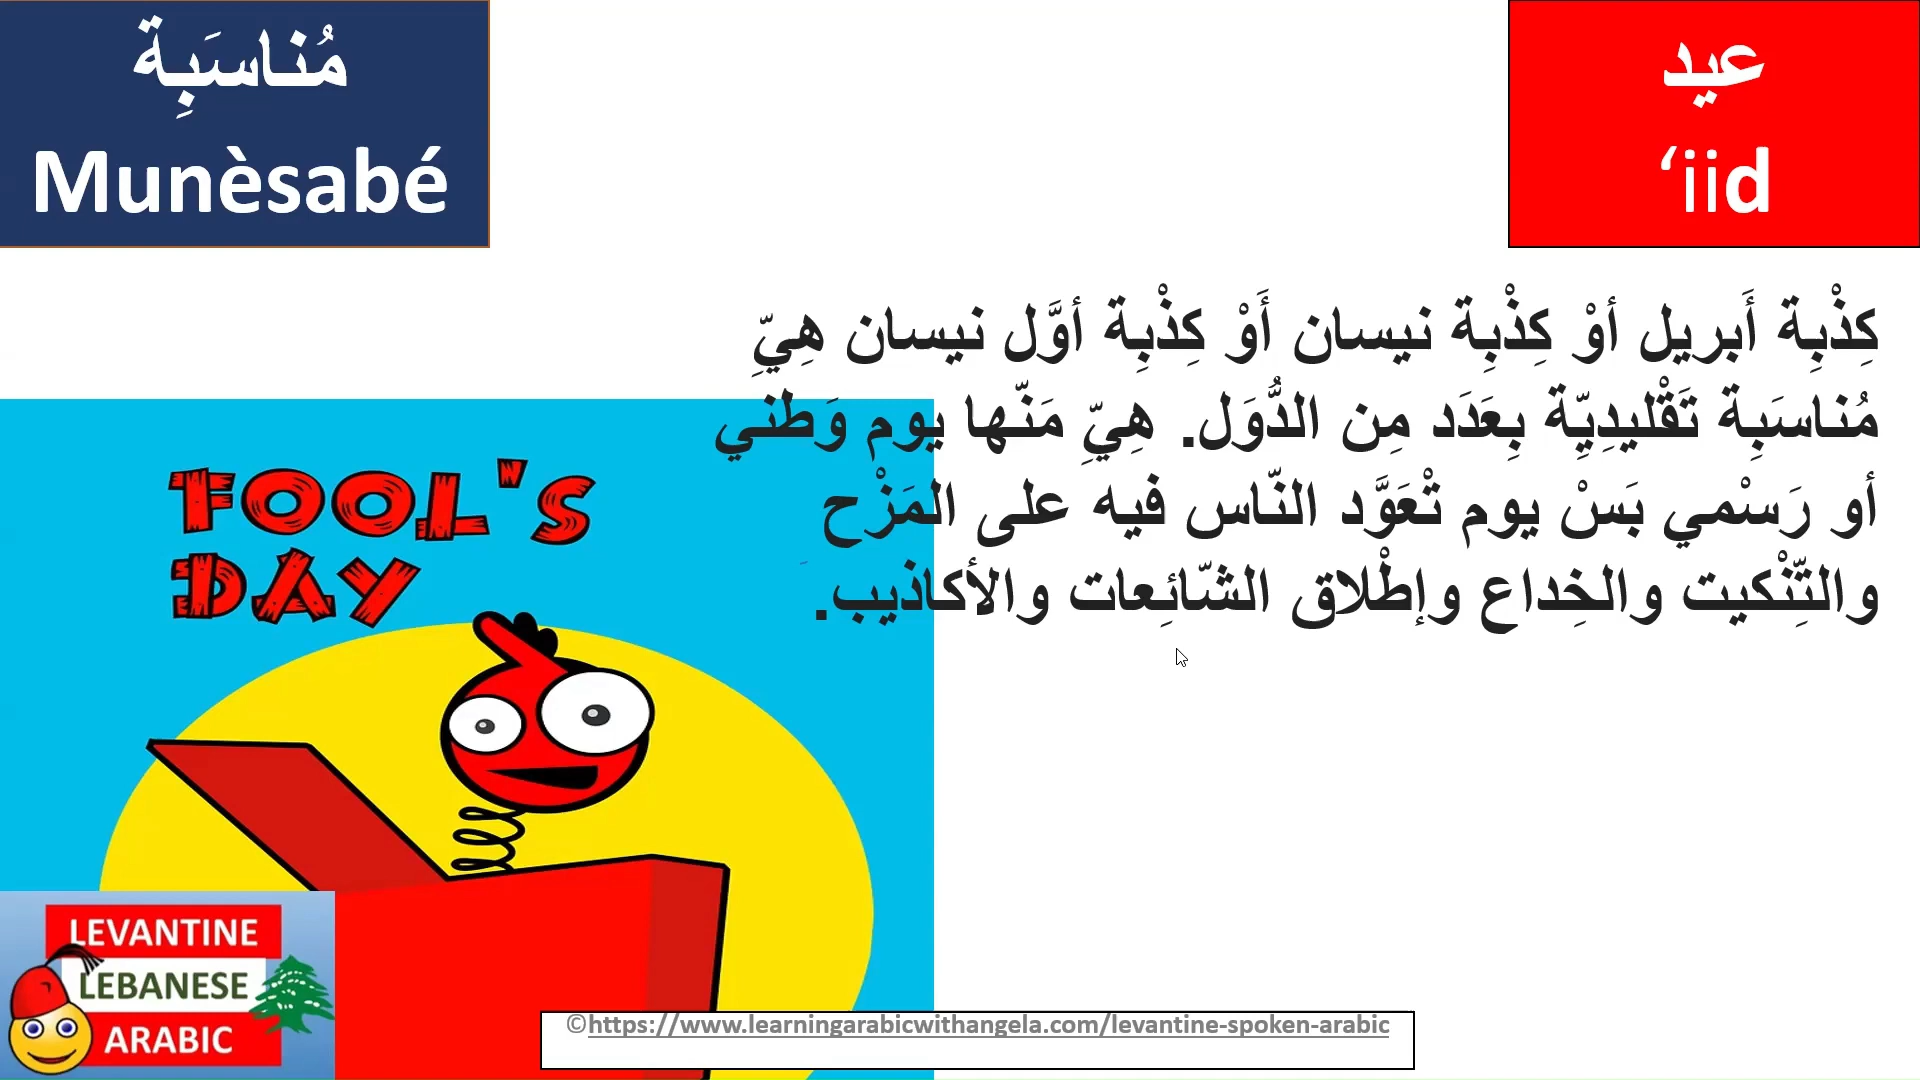 مُناسَبِة
Munèsabé
عيد
‘iid
كِذْبِة أَبريل أوْ كِذْبِة نيسان أَوْ كِذْبِة أوَّل نيسان هِيِّ
مُناسَبِة تَقْليدِيِّة بِعَدَد مِن الدُّوَل. هِيِّ مَنّها يوم وَطني
أو رَسْمي بَسْ يوم تْعَوَّد النّاس فيه على المَزْح
والتِّنْكيت والخِداع وإطْلاق الشّائِعات والأكاذيب.
FOOL'S
DAY
LEVANTINE
LEBANESE
ARABIC
©https://www.learningarabicwithangela.com/levantine-spoken-arabic